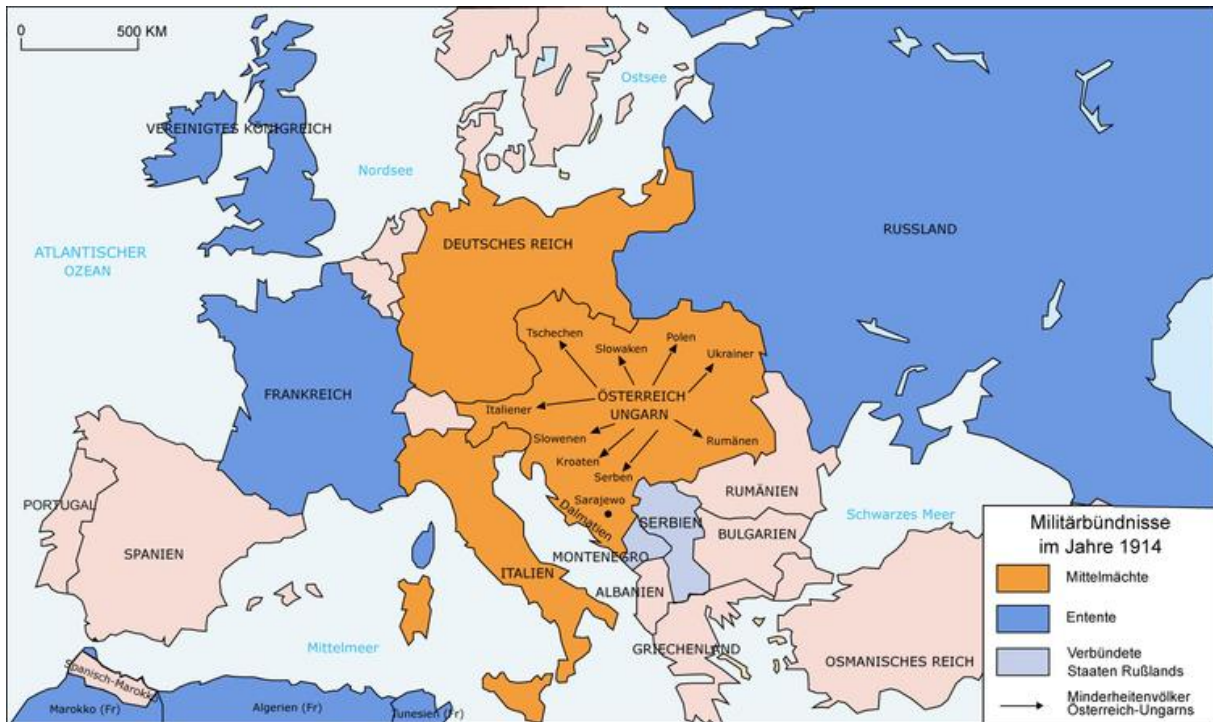 0 500 KM
Ostsee
VEREINIGTES KÖNIGREICH
Nordsee
RUSSLAND
DEUTSCHES REICH
ATLANTISCHER
OZEAN
Tschechen
Slowaken
Polen
Ukrainer
FRANKREICH
ÖSTERREICH
UNGARN
Italiener
Slowenen
Rumänen
Kroaten
Serben
Sarajewo
Dalmatien
PORTUGAL
SPANIEN
RUMÄNIEN
SERBIEN
BULGARIEN
Schwarzes Meer
MONTENEGRO
ITALIEN
ALBANIEN
Mittelmeer
GRIECHENLAND
OSMANISCHES REICH
Spanisch-Marokko
Marokko (Fr)
Algerien (Fr)
Tunesien (Fr)
Militärbündnisse
im Jahre 1914
Mittelmächte
Entente
Verbündete
Staaten Rußlands
Minderheitenvölker
Österreich-Ungarns